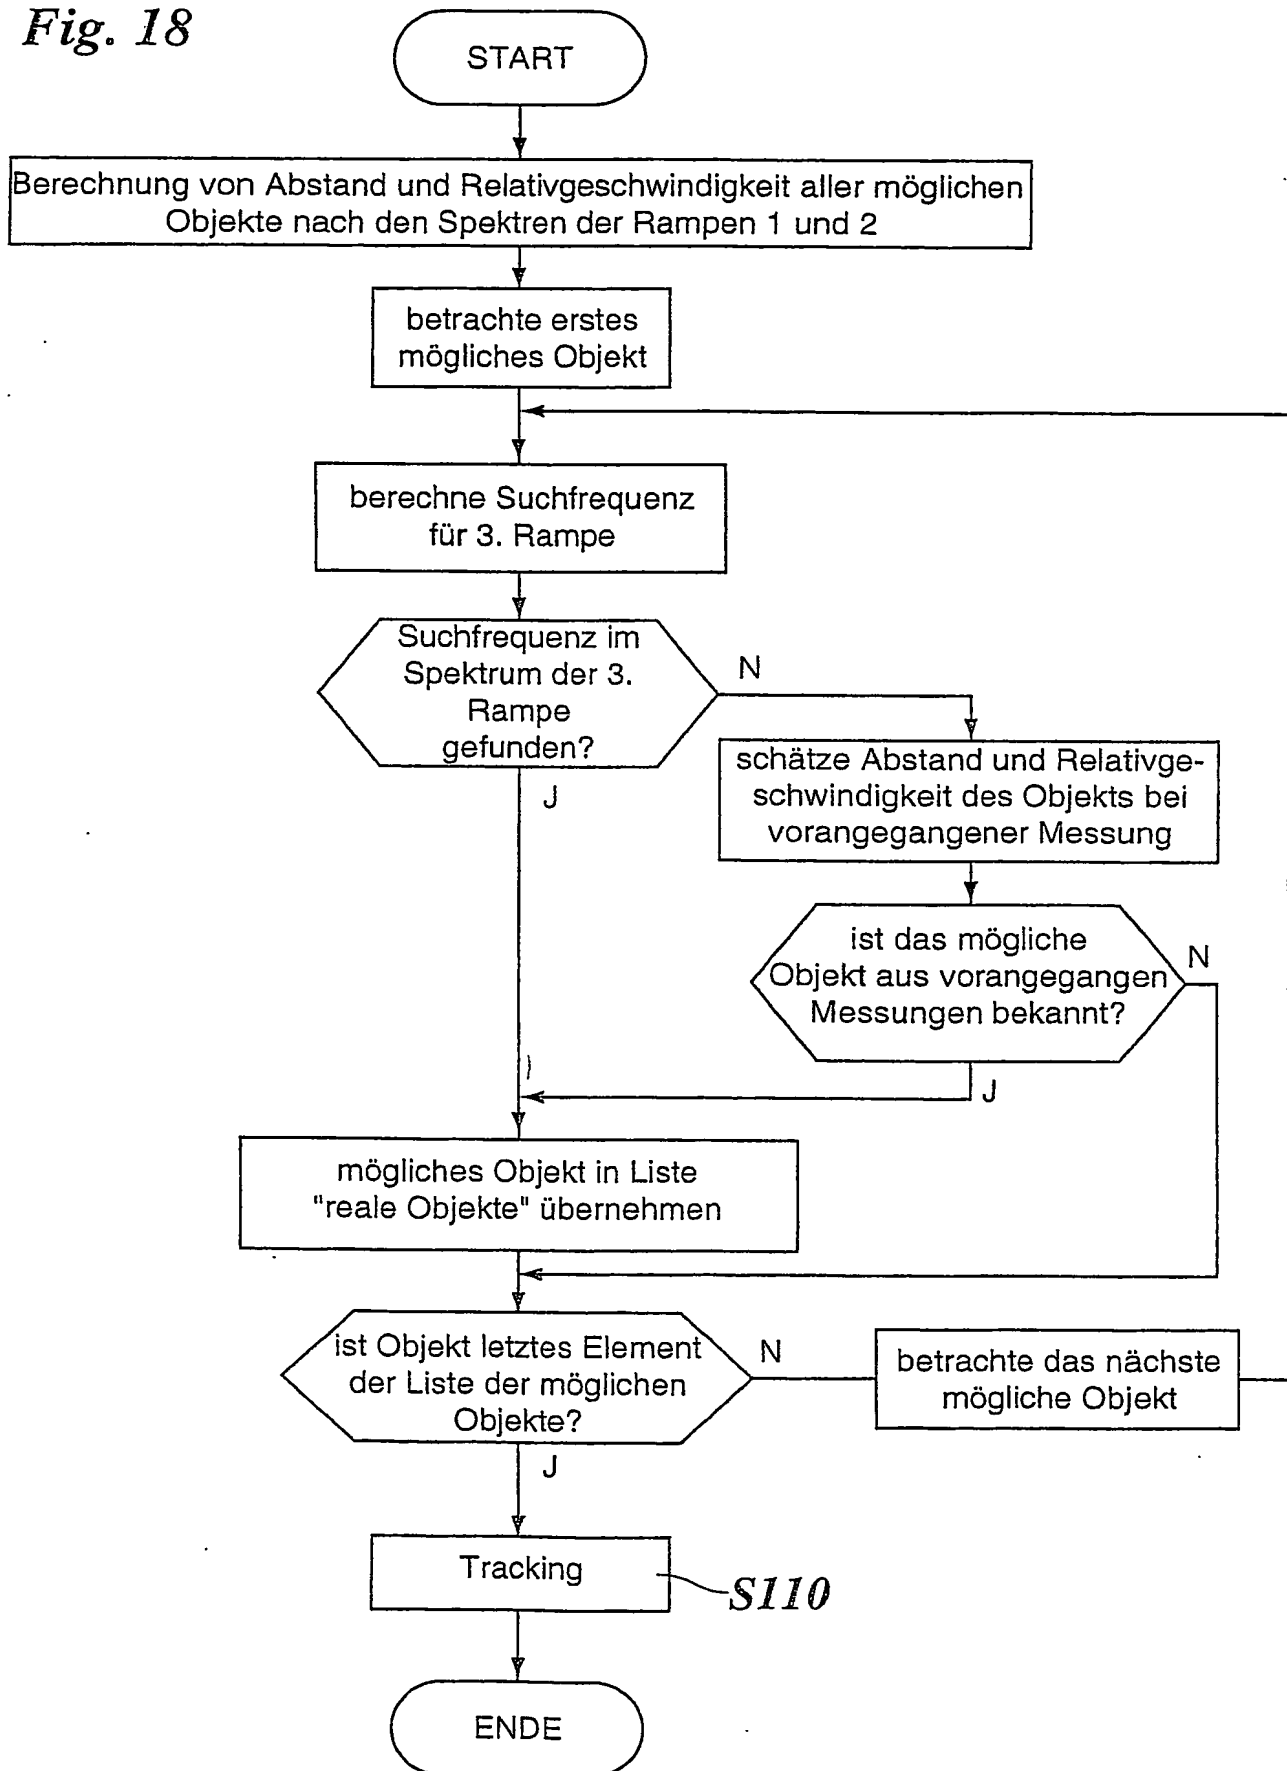 Fig. 18
START
Berechnung von Abstand und Relativgeschwindigkeit aller möglichen
Objekte nach den Spektren der Rampen 1 und 2
betrachte erstes
mögliches Objekt
berechne Suchfrequenz
für 3. Rampe
Suchfrequenz im
Spektrum der 3.
Rampe
gefunden?
N
J
schätze Abstand und Relativge-
schwindigkeit des Objekts bei
vorangegangener Messung
ist das mögliche
Objekt aus vorangegangen
Messungen bekannt?
N
J
mögliches Objekt in Liste
"reale Objekte" übernehmen
ist Objekt letztes Element
der Liste der möglichen
Objekte?
N
betrachte das nächste
mögliche Objekt
J
Tracking
S110
ENDE